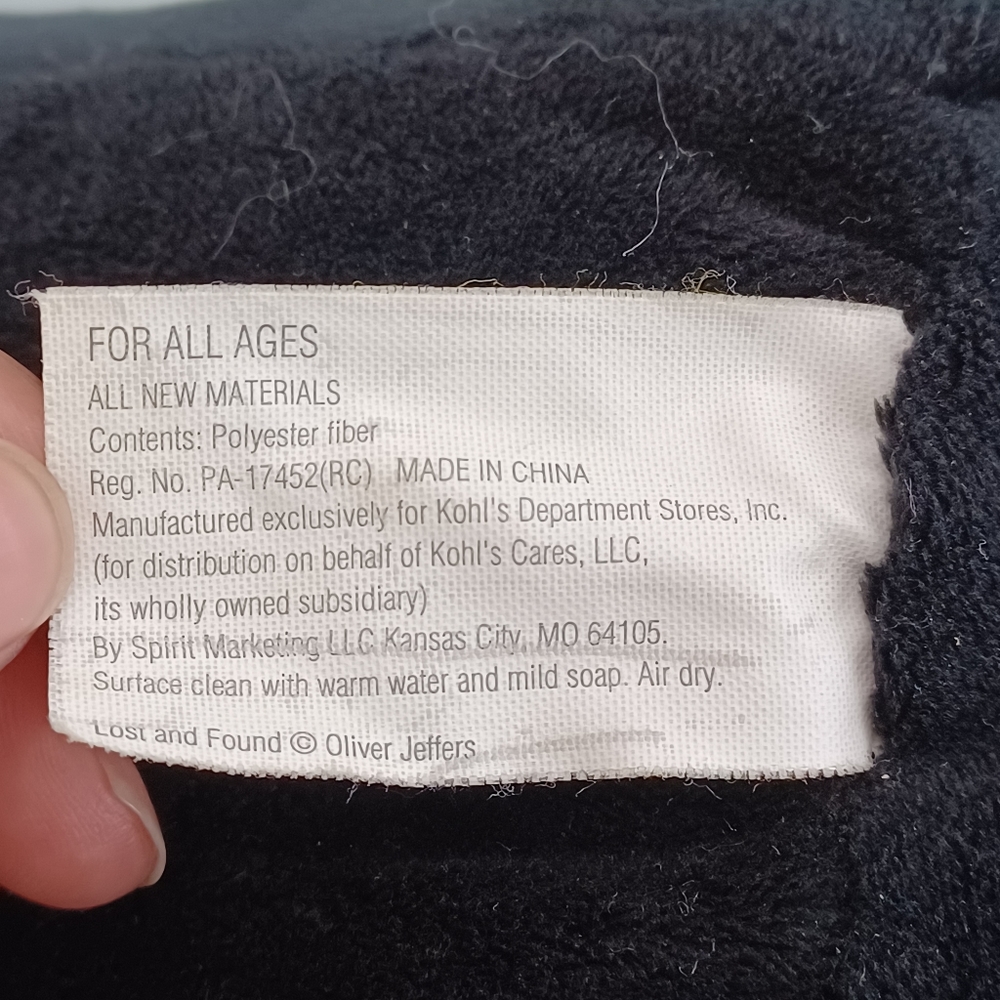 FOR ALL AGES
ALL NEW MATERIALS
Contents: Polyester fiber
Reg. No. PA-17452(RC) MADE IN CHINA
Manufactured exclusively for Kohl's Department Stores, Inc.
(for distribution on behalf of Kohl's Cares, LLC,
its wholly owned subsidiary)
By Spirit Marketing LLC Kansas City, MO 64105.
Surface clean with warm water and mild soap. Air dry.
Lost and Found © Oliver Jeffers